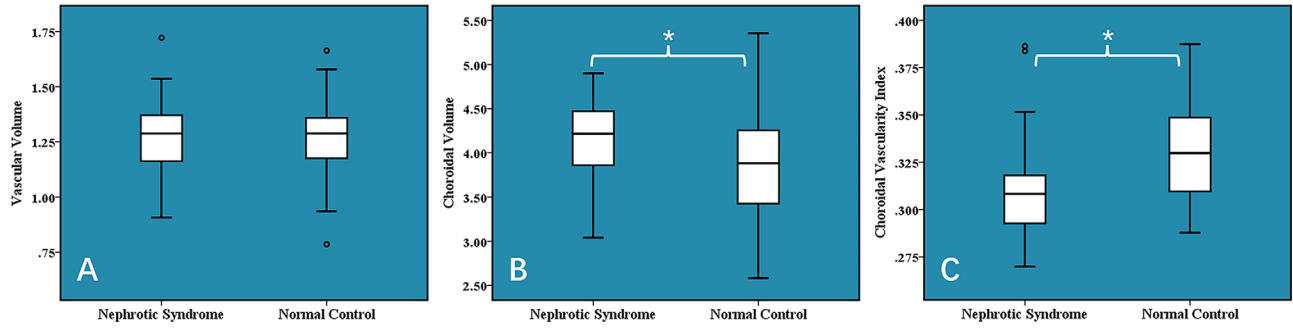 Vascular Volume
1.75
1.50
1.25
1.00
.75
A
Nephrotic Syndrome
Normal Control
Choroidal Volume
5.50
5.00
4.50
4.00
3.50
3.00
2.50
*
B
Nephrotic Syndrome
Normal Control
Choroidal Vascularity Index
.400
.375
.350
.325
.300
.275
*
C
Nephrotic Syndrome
Normal Control